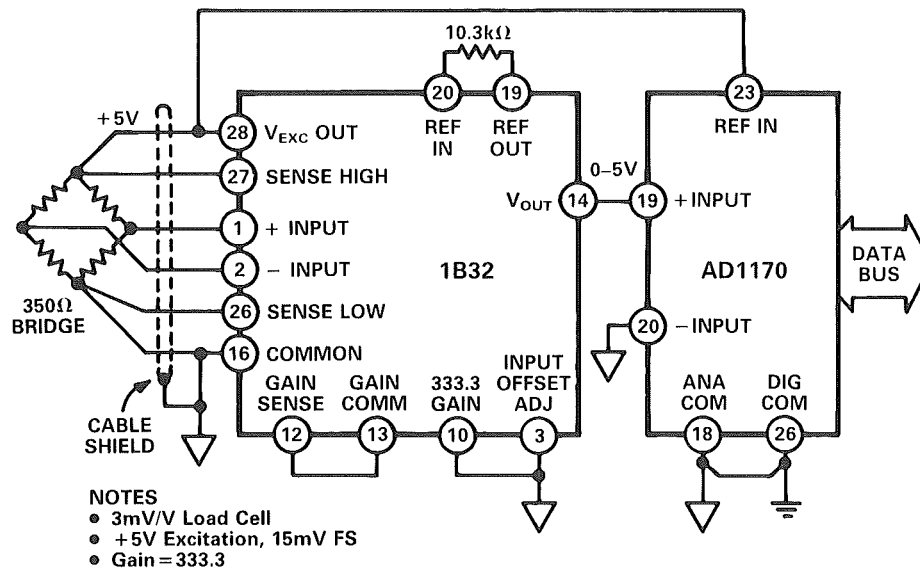 10.3kΩ
20
19
23
REF IN
REF OUT
REF IN
+5V
28
V_EXC OUT
27
SENSE HIGH
0–5V
V_OUT
14
19
+ INPUT
1
+ INPUT
2
– INPUT
1B32
AD1170
DATA BUS
350Ω BRIDGE
26
SENSE LOW
20
– INPUT
16
COMMON
GAIN SENSE
GAIN COMM
333.3 GAIN
INPUT OFFSET ADJ
ANA COM
DIG COM
CABLE SHIELD
12
13
10
3
18
26
NOTES
● 3mV/V Load Cell
● +5V Excitation, 15mV FS
● Gain = 333.3